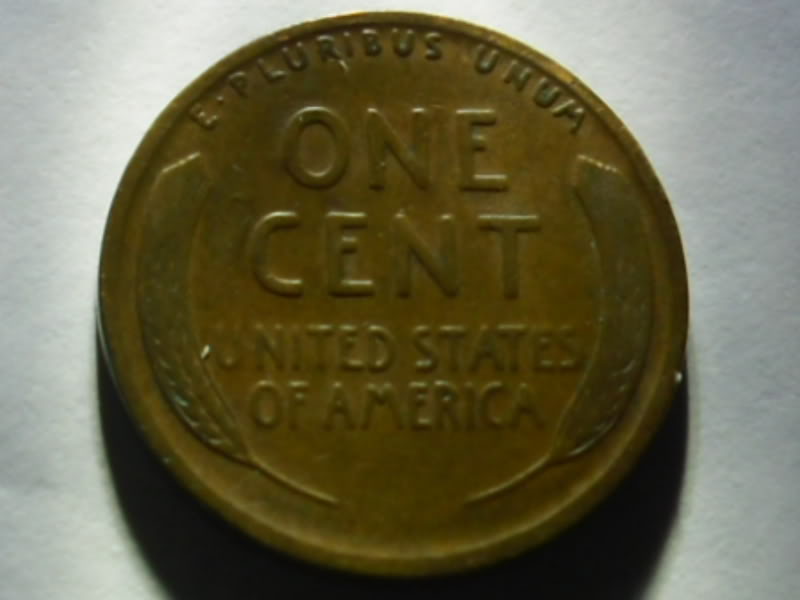 E·PLURIBUS UNUM
ONE
CENT
UNITED STATES
OF AMERICA